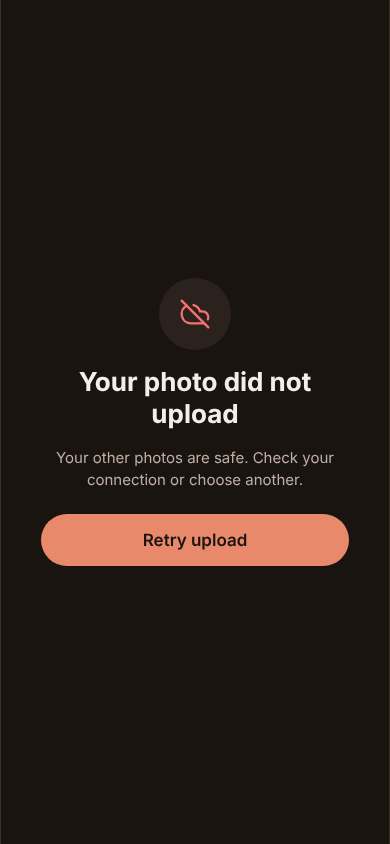 Your photo did not
upload
Your other photos are safe. Check your
connection or choose another.
Retry upload